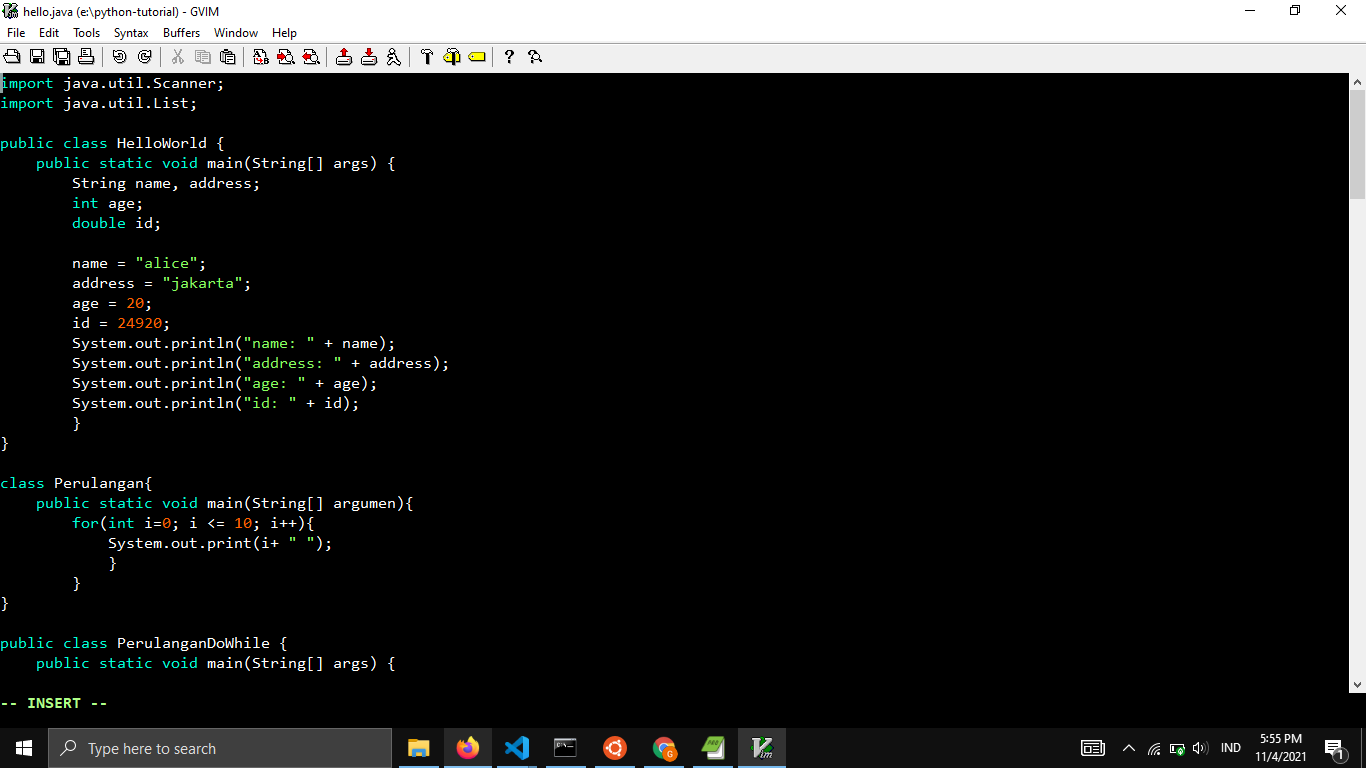 hello.java (e:\python-tutorial) - GVIM
File Edit Tools Syntax Buffers Window Help
import java.util.Scanner;
import java.util.List;
public class HelloWorld {
    public static void main(String[] args) {
        String name, address;
        int age;
        double id;
        name = "alice";
        address = "jakarta";
        age = 20;
        id = 24920;
        System.out.println("name: " + name);
        System.out.println("address: " + address);
        System.out.println("age: " + age);
        System.out.println("id: " + id);
        }
}
class Perulangan{
    public static void main(String[] argumen){
        for(int i=0; i <= 10; i++){
            System.out.print(i+ " ");
            }
        }
}
public class PerulanganDoWhile {
    public static void main(String[] args) {
-- INSERT --
Type here to search
IND
5:55 PM
11/4/2021
1